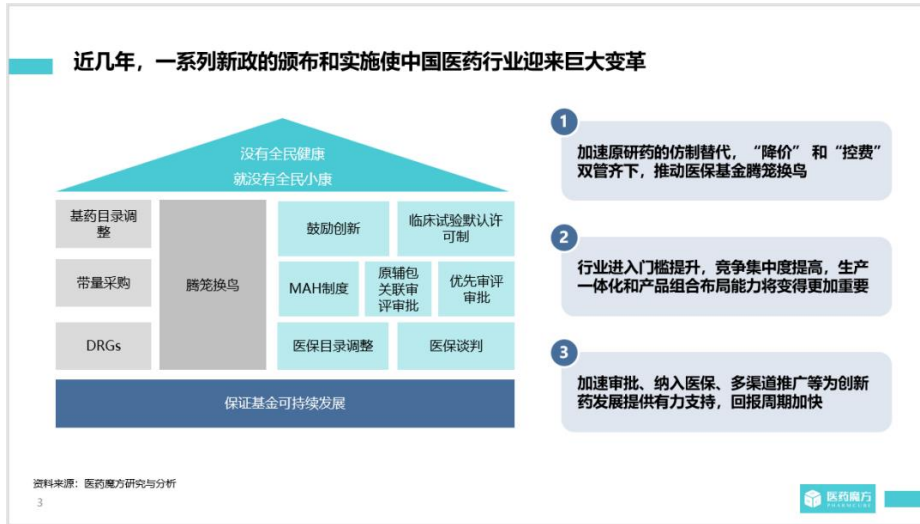 近几年，一系列新政的颁布和实施使中国医药行业迎来巨大变革
没有全民健康
就没有全民小康
基药目录调
整
带量采购
DRGs
腾笼换鸟
鼓励创新
临床试验默认许
可制
MAH制度
原辅包
关联审
评审批
优先审评
审批
医保目录调整
医保谈判
保证基金可持续发展
1
加速原研药的仿制替代，“降价” 和“控费”
双管齐下，推动医保基金腾笼换鸟
2
行业进入门槛提升，竞争集中度提高，生产
一体化和产品组合布局能力将变得更加重要
3
加速审批、纳入医保、多渠道推广等为创新
药发展提供有力支持，回报周期加快
资料来源：医药魔方研究与分析
3
医药魔方
PHARMCUBE